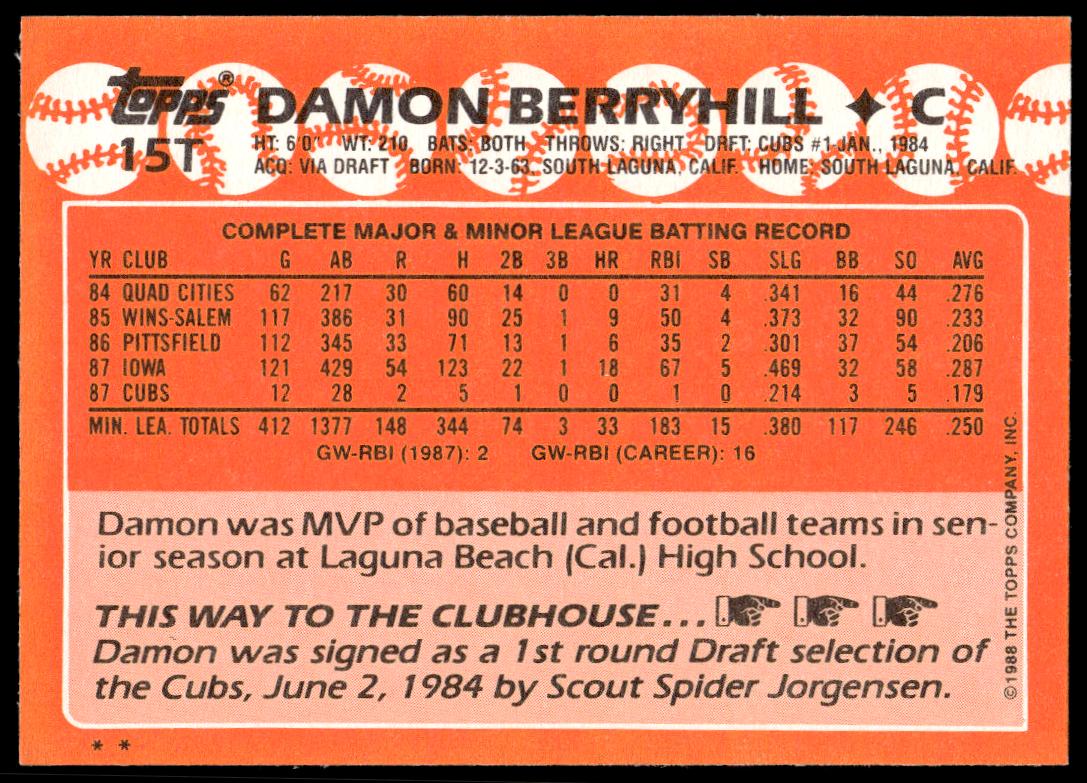 topps® DAMON BERRYHILL ✦ C
15T
HT: 6'0" WT: 210 BATS: BOTH THROWS: RIGHT DRFT: CUBS #1-JAN., 1984
ACQ: VIA DRAFT BORN: 12-3-63, SOUTH LAGUNA, CALIF. HOME: SOUTH LAGUNA, CALIF.
COMPLETE MAJOR & MINOR LEAGUE BATTING RECORD
YR CLUB G AB R H 2B 3B HR RBI SB SLG BB SO AVG
84 QUAD CITIES 62 217 30 60 14 0 0 31 4 .341 16 44 .276
85 WINS-SALEM 117 386 31 90 25 1 9 50 4 .373 32 90 .233
86 PITTSFIELD 112 345 33 71 13 1 6 35 2 .301 37 54 .206
87 IOWA 121 429 54 123 22 1 18 67 5 .469 32 58 .287
87 CUBS 12 28 2 5 1 0 0 1 0 .214 3 5 .179
MIN. LEA. TOTALS 412 1377 148 344 74 3 33 183 15 .380 117 246 .250
GW-RBI (1987): 2 GW-RBI (CAREER): 16
Damon was MVP of baseball and football teams in sen-
ior season at Laguna Beach (Cal.) High School.
THIS WAY TO THE CLUBHOUSE...
Damon was signed as a 1st round Draft selection of
the Cubs, June 2, 1984 by Scout Spider Jorgensen.
©1988 THE TOPPS COMPANY, INC.
* *